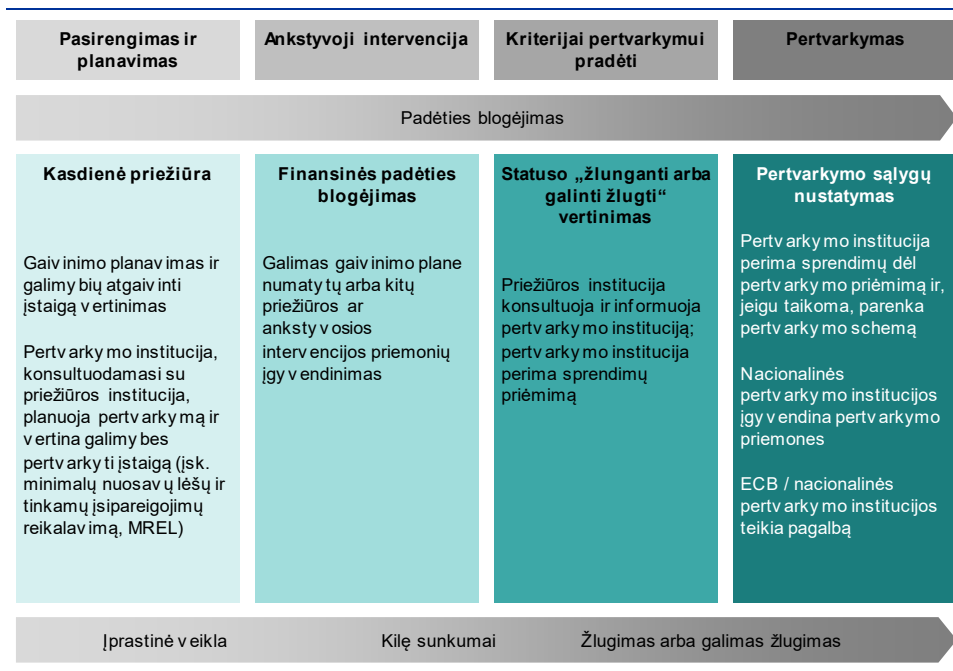 Pasirengimas ir
planavimas
Ankstyvoji intervencija
Kriterijai pertvarkymui
pradėti
Pertvarkymas
Padėties blogėjimas
Kasdienė priežiūra
Gaivinimo planavimas ir
galimybių atgaivinti
įstaigą vertinimas
Pertvarkymo institucija,
konsultuodamasi su
priežiūros institucija,
planuoja pertvarkymą ir
vertina galimybes
pertvarkyti įstaigą (įsk.
minimalų nuosavų lėšų ir
tinkamų įsipareigojimų
reikalavimą, MREL)
Finansinės padėties
blogėjimas
Galimas gaivinimo plane
numatytų arba kitų
priežiūros ar
ankstyvosios
intervencijos priemonių
įgyvendinimas
Statuso „žlunganti arba
galinti žlugti“
vertinimas
Priežiūros institucija
konsultuoja ir informuoja
pertvarkymo instituciją;
pertvarkymo institucija
perima sprendimų
priėmimą
Pertvarkymo sąlygų
nustatymas
Pertvarkymo institucija
perima sprendimų dėl
pertvarkymo priėmimą ir,
jeigu taikoma, parenka
pertvarkymo schemą
Nacionalinės
pertvarkymo institucijos
įgyvendina pertvarkymo
priemones
ECB / nacionalinės
pertvarkymo institucijos
teikia pagalbą
Įprastinė veikla
Kilę sunkumai
Žlugimas arba galimas žlugimas